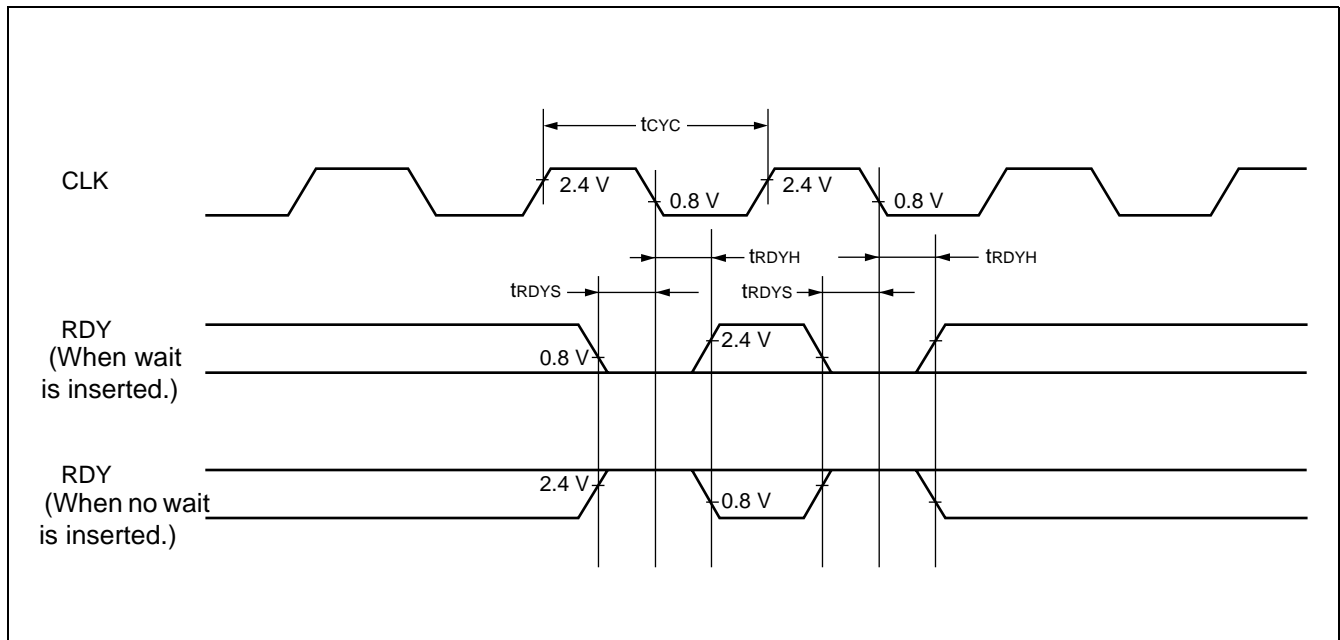 tCYC
CLK
2.4 V
0.8 V
2.4 V
0.8 V
tRDYH
tRDYH
tRDYS
tRDYS
RDY
(When wait
is inserted.)
0.8 V
2.4 V
RDY
(When no wait
is inserted.)
2.4 V
0.8 V